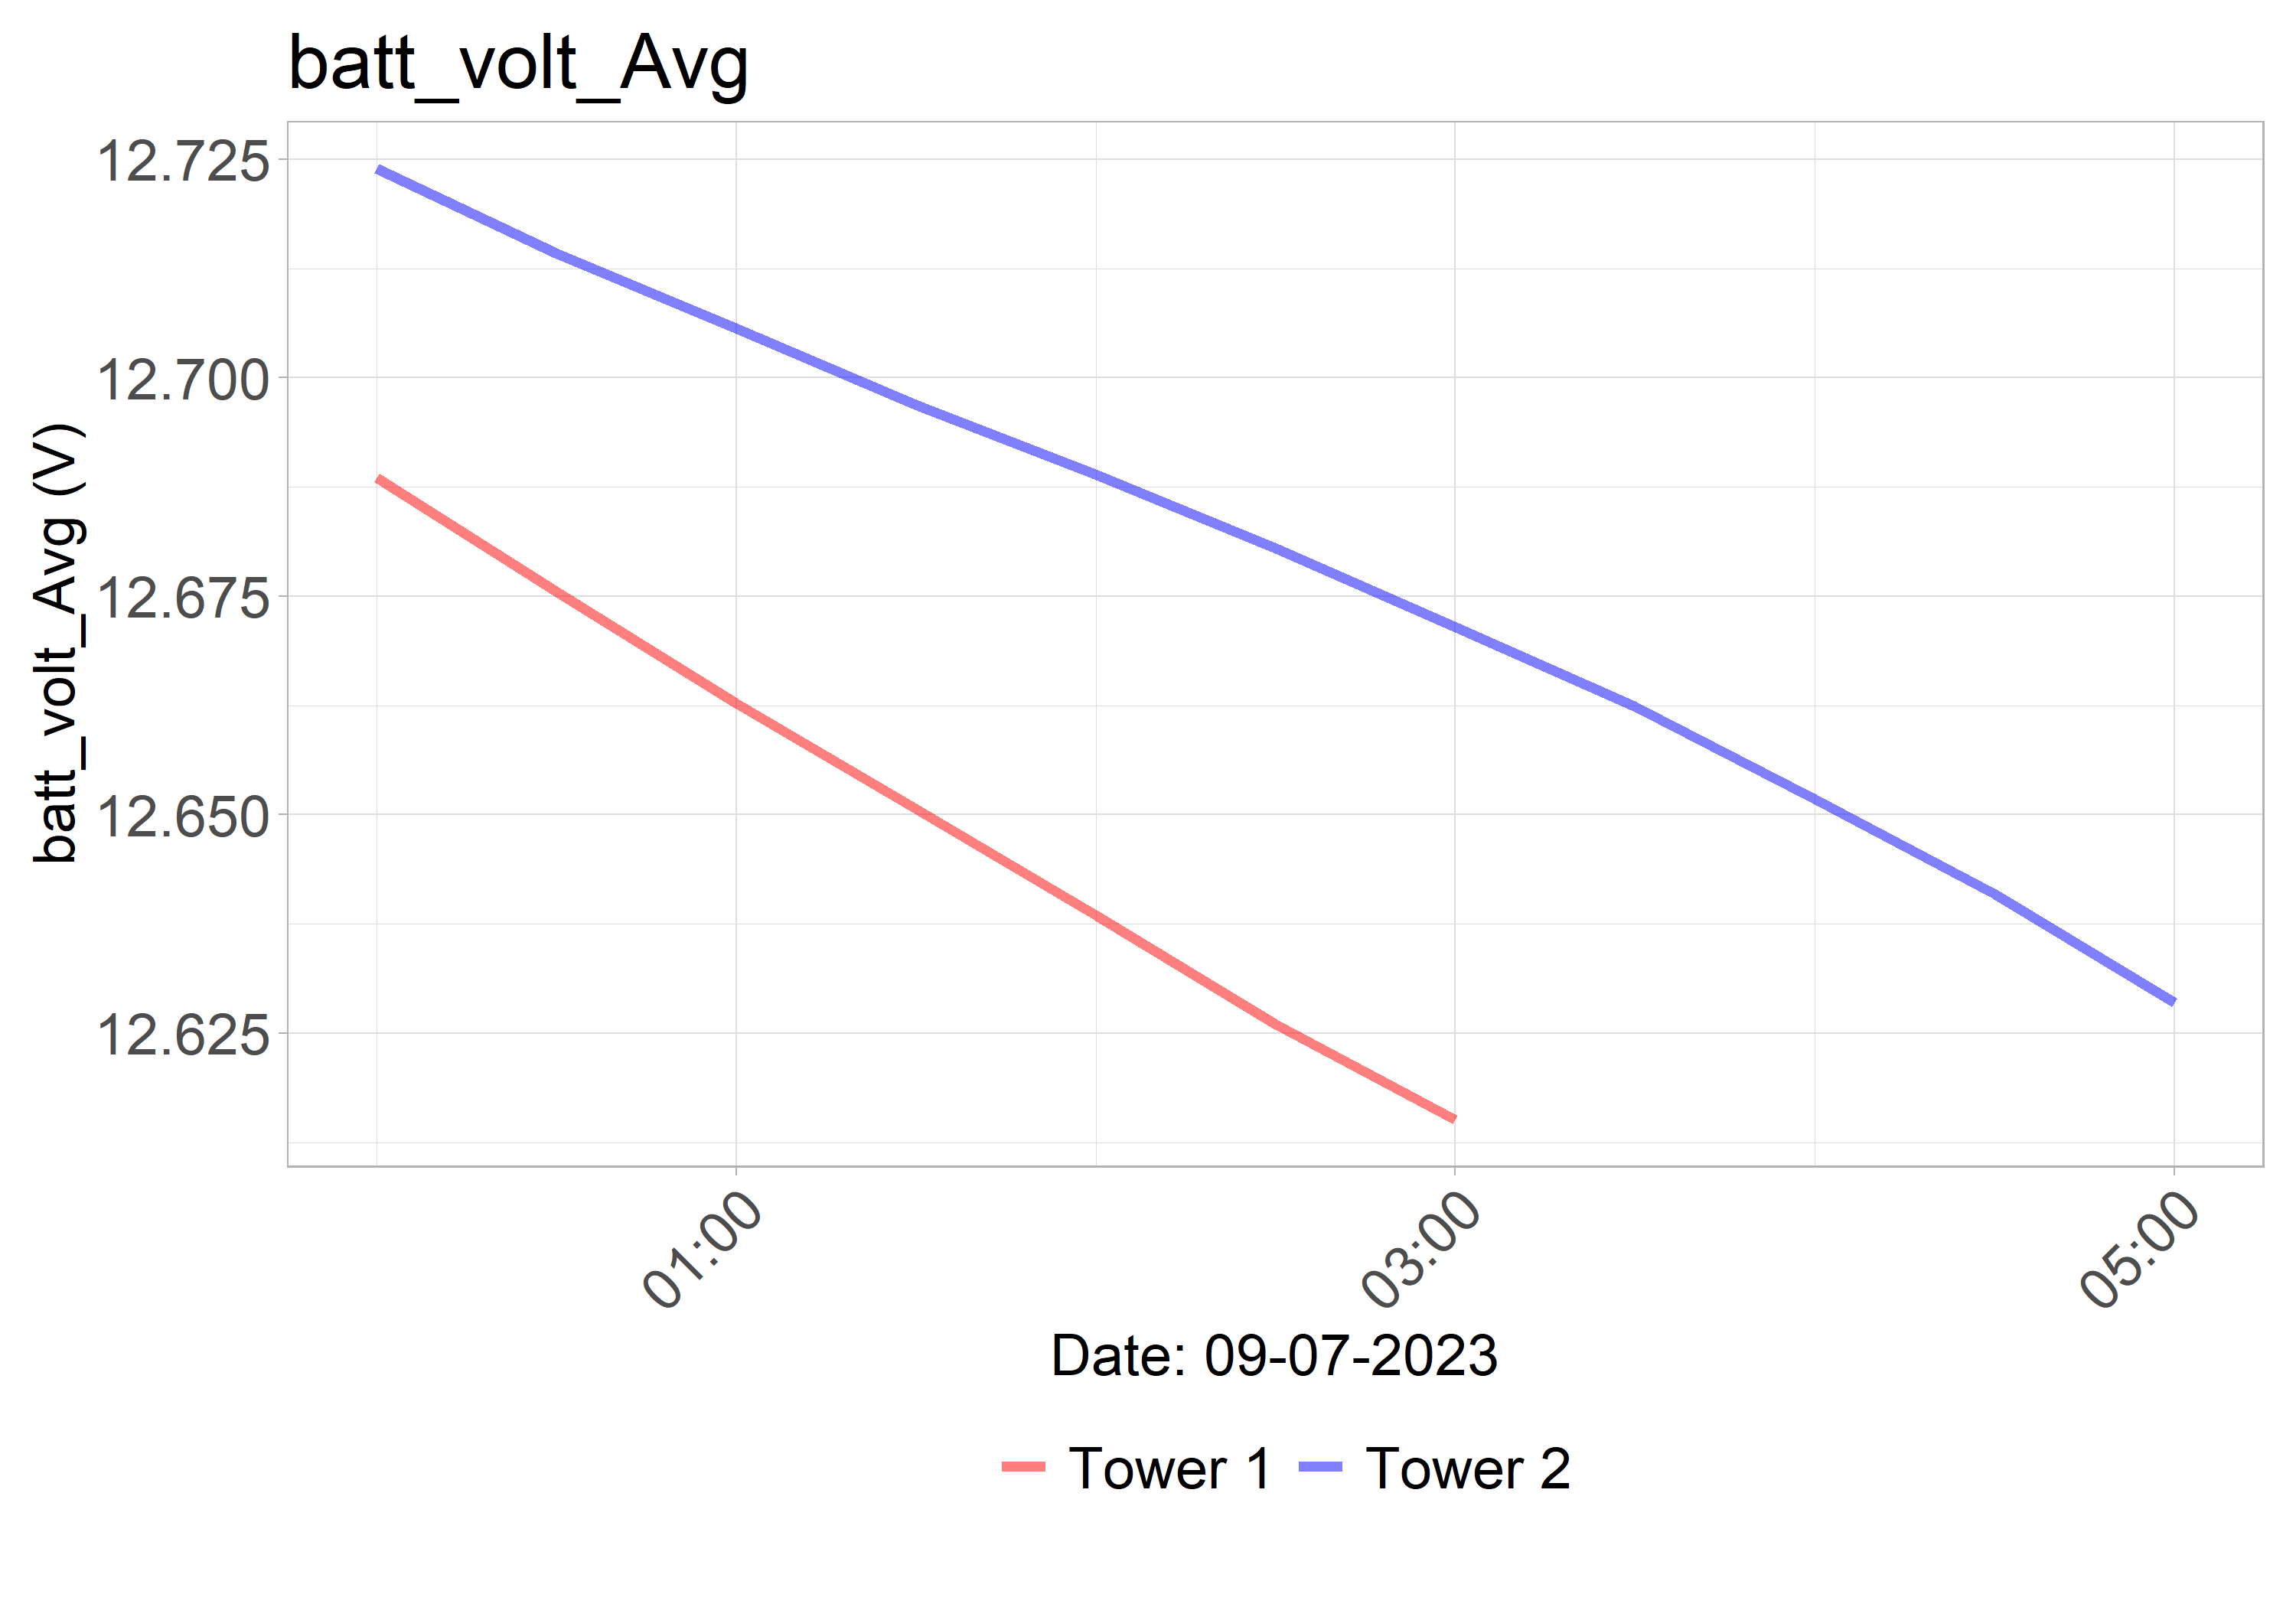 batt_volt_Avg
batt_volt_Avg (V)
12.725
12.700
12.675
12.650
12.625
01:00
03:00
05:00
Date: 09-07-2023
Tower 1
Tower 2